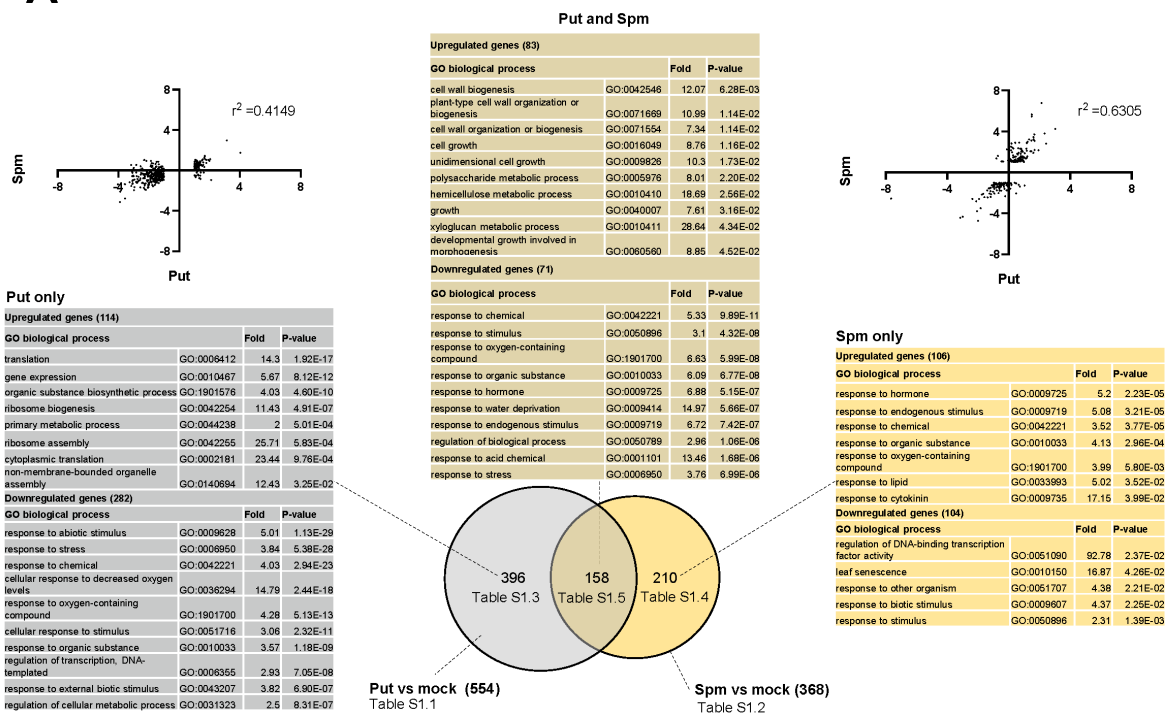 Put and Spm
Upregulated genes (83)
GO biological process Fold P-value
cell wall biogenesis GO:0042546 12.07 6.28E-03
plant-type cell wall organization or
biogenesis GO:0071669 10.99 1.14E-02
cell wall organization or biogenesis GO:0071554 7.34 1.14E-02
cell growth GO:0016049 8.76 1.16E-02
unidimensional cell growth GO:0009826 10.3 1.73E-02
polysaccharide metabolic process GO:0005976 8.01 2.20E-02
hemicellulose metabolic process GO:0010410 18.69 2.56E-02
growth GO:0040007 7.61 3.16E-02
xyloglucan metabolic process GO:0010411 28.64 4.34E-02
developmental growth involved in
morphogenesis GO:0060560 8.85 4.52E-02
Downregulated genes (71)
GO biological process Fold P-value
response to chemical GO:0042221 5.33 9.89E-11
response to stimulus GO:0050896 3.1 4.32E-08
response to oxygen-containing
compound GO:1901700 6.63 5.99E-08
response to organic substance GO:0010033 6.09 6.77E-08
response to hormone GO:0009725 6.88 5.15E-07
response to water deprivation GO:0009414 14.97 5.66E-07
response to endogenous stimulus GO:0009719 6.72 7.42E-07
regulation of biological process GO:0050789 2.96 1.06E-06
response to acid chemical GO:0001101 13.46 1.68E-06
response to stress GO:0006950 3.76 6.99E-06
8
r2 =0.4149
4
Spm
-8 -4 4 8
-4
-8
Put
8
r2 =0.6305
4
Spm
-8 -4 4 8
-4
-8
Put
Put only
Upregulated genes (114)
GO biological process Fold P-value
translation GO:0006412 14.3 1.92E-17
gene expression GO:0010467 5.67 8.12E-12
organic substance biosynthetic process GO:1901576 4.03 4.60E-10
ribosome biogenesis GO:0042254 11.43 4.91E-07
primary metabolic process GO:0044238 2 5.01E-04
ribosome assembly GO:0042255 25.71 5.83E-04
cytoplasmic translation GO:0002181 23.44 9.76E-04
non-membrane-bounded organelle
assembly GO:0140694 12.43 3.25E-02
Downregulated genes (282)
GO biological process Fold P-value
response to abiotic stimulus GO:0009628 5.01 1.13E-29
response to stress GO:0006950 3.84 5.38E-28
response to chemical GO:0042221 4.03 2.94E-23
cellular response to decreased oxygen
levels GO:0036294 14.79 2.44E-18
response to oxygen-containing
compound GO:1901700 4.28 5.13E-13
cellular response to stimulus GO:0051716 3.06 2.32E-11
response to organic substance GO:0010033 3.57 1.18E-09
regulation of transcription, DNA-
templated GO:0006355 2.93 7.05E-08
response to external biotic stimulus GO:0043207 3.82 6.90E-07
regulation of cellular metabolic process GO:0031323 2.5 8.31E-07
Spm only
Upregulated genes (106)
GO biological process Fold P-value
response to hormone GO:0009725 5.2 2.23E-05
response to endogenous stimulus GO:0009719 5.08 3.21E-05
response to chemical GO:0042221 3.52 3.77E-05
response to organic substance GO:0010033 4.13 2.96E-04
response to oxygen-containing
compound GO:1901700 3.99 5.80E-03
response to lipid GO:0033993 5.02 3.52E-02
response to cytokinin GO:0009735 17.15 3.99E-02
Downregulated genes (104)
GO biological process Fold P-value
regulation of DNA-binding transcription
factor activity GO:0051090 92.78 2.37E-02
leaf senescence GO:0010150 16.87 4.26E-02
response to other organism GO:0051707 4.38 2.21E-02
response to biotic stimulus GO:0009607 4.37 2.25E-02
response to stimulus GO:0050896 2.31 1.39E-03
396 158 210
Table S1.3 Table S1.5 Table S1.4
Put vs mock (554)
Table S1.1
Spm vs mock (368)
Table S1.2